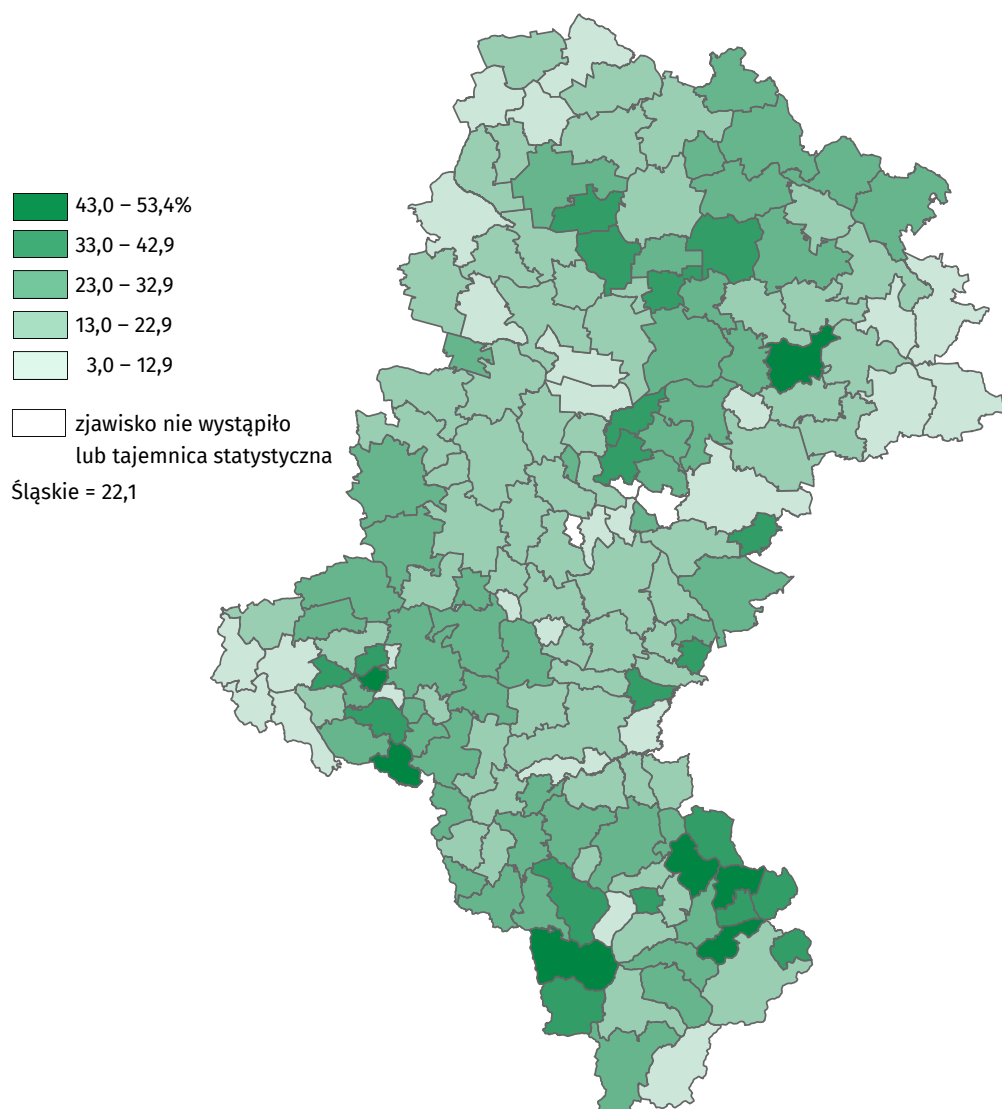 43,0 – 53,4%
33,0 – 42,9
23,0 – 32,9
13,0 – 22,9
3,0 – 12,9
zjawisko nie wystąpiło
lub tajemnica statystyczna
Śląskie = 22,1